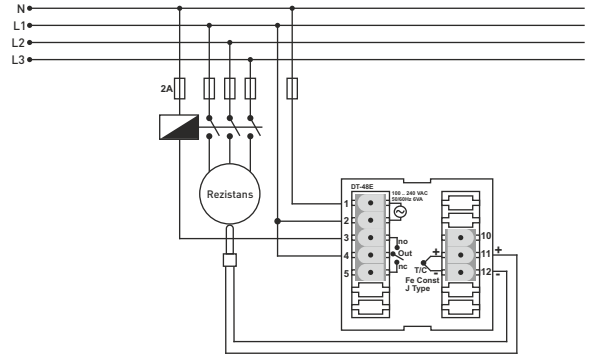 N
L1
L2
L3
2A
Rezistans
DT-48E
100 .. 240 VAC
50/60Hz 6VA
1
2
3
4
5
no
Out
nc
10
11
12
+
-
+
-
T/C
Fe Const
J Type